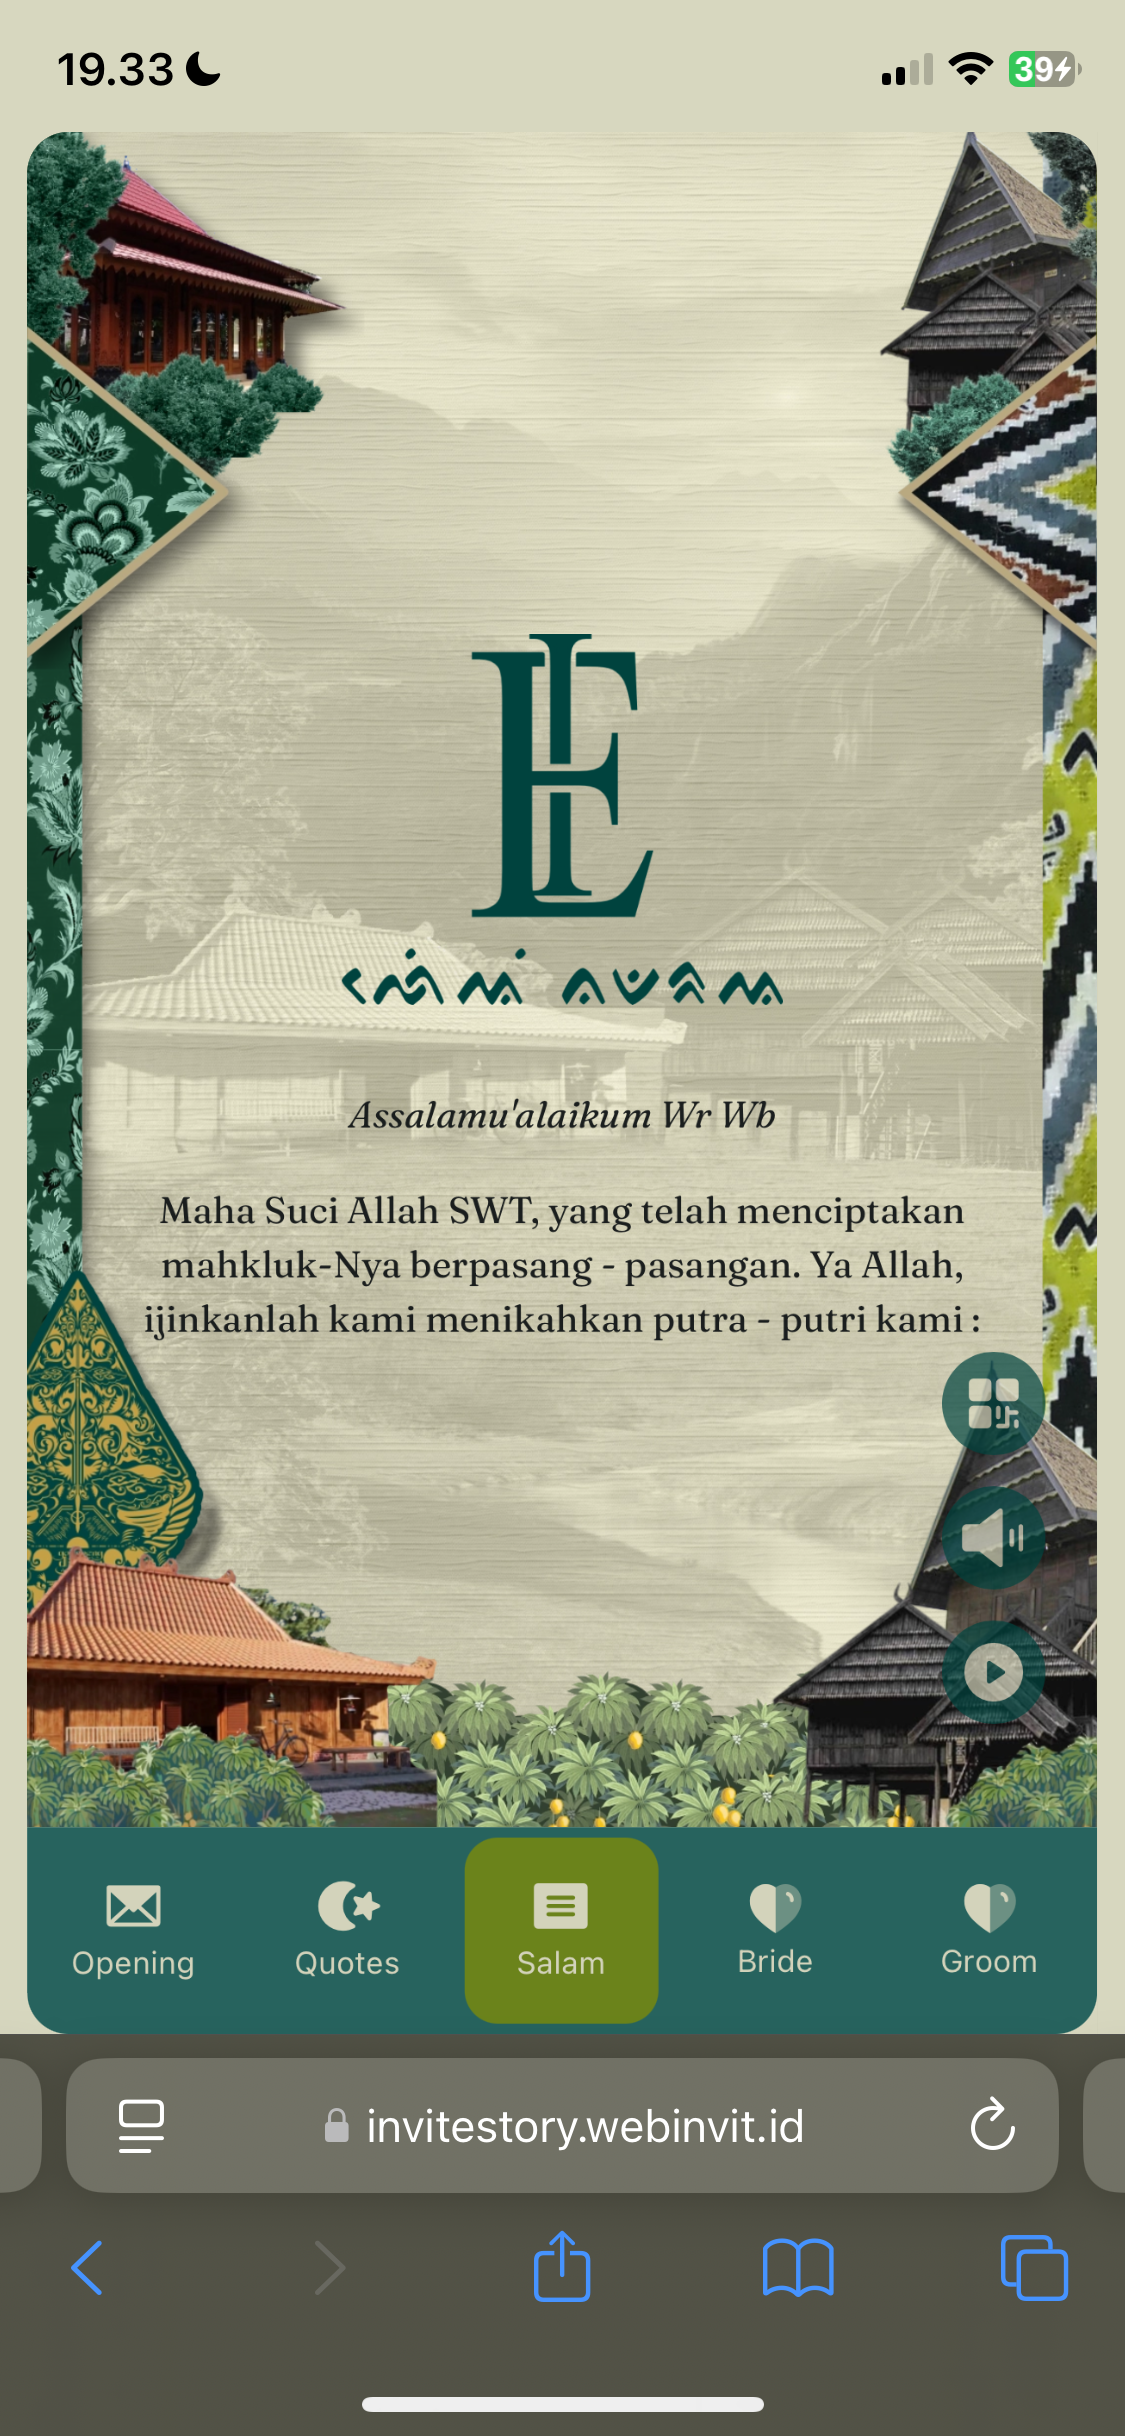 19.33
39
IE
Assalamu'alaikum Wr Wb
Maha Suci Allah SWT, yang telah menciptakan
mahkluk-Nya berpasang - pasangan. Ya Allah,
ijinkanlah kami menikahkan putra - putri kami :
Opening
Quotes
Salam
Bride
Groom
invitestory.webinvit.id